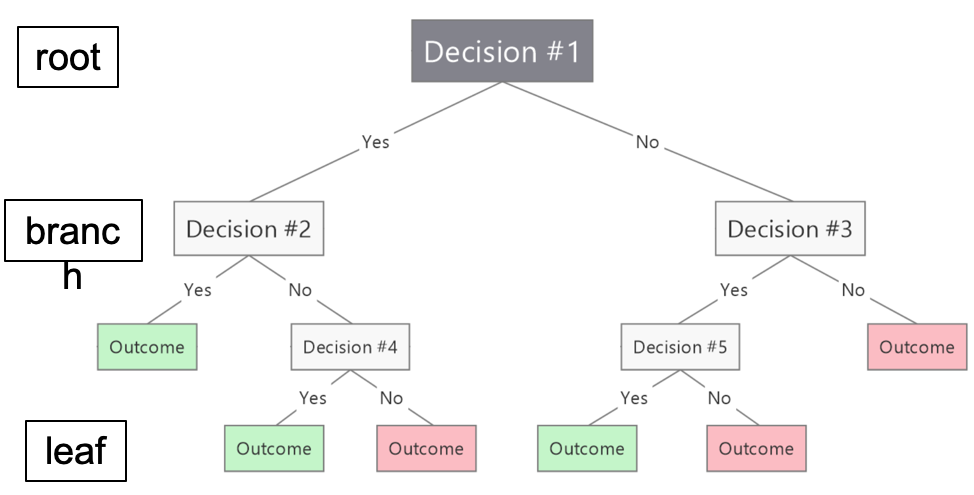 root
Decision #1
Yes
No
branc
h
Decision #2
Decision #3
Yes
No
Yes
No
Outcome
Decision #4
Decision #5
Outcome
Yes
No
Yes
No
leaf
Outcome
Outcome
Outcome
Outcome